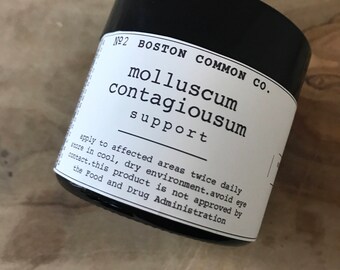 №2 BOSTON COMMON CO.
molluscum
contagiousum
support
apply to affected areas twice daily
store in cool, dry environment.avoid eye
contact.this product is not approved by
the Food and Drug Administration